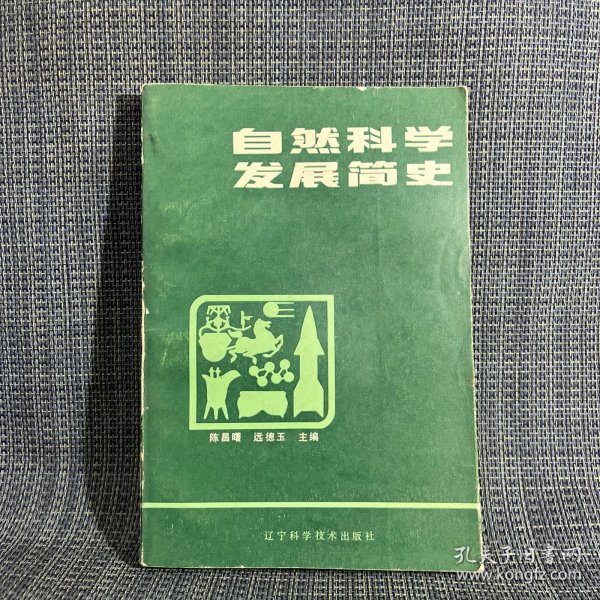 自然科学
发展简史
陈昌曙 远德玉 主编
辽宁科学技术出版社
孔夫子旧书网
www.kongfz.com